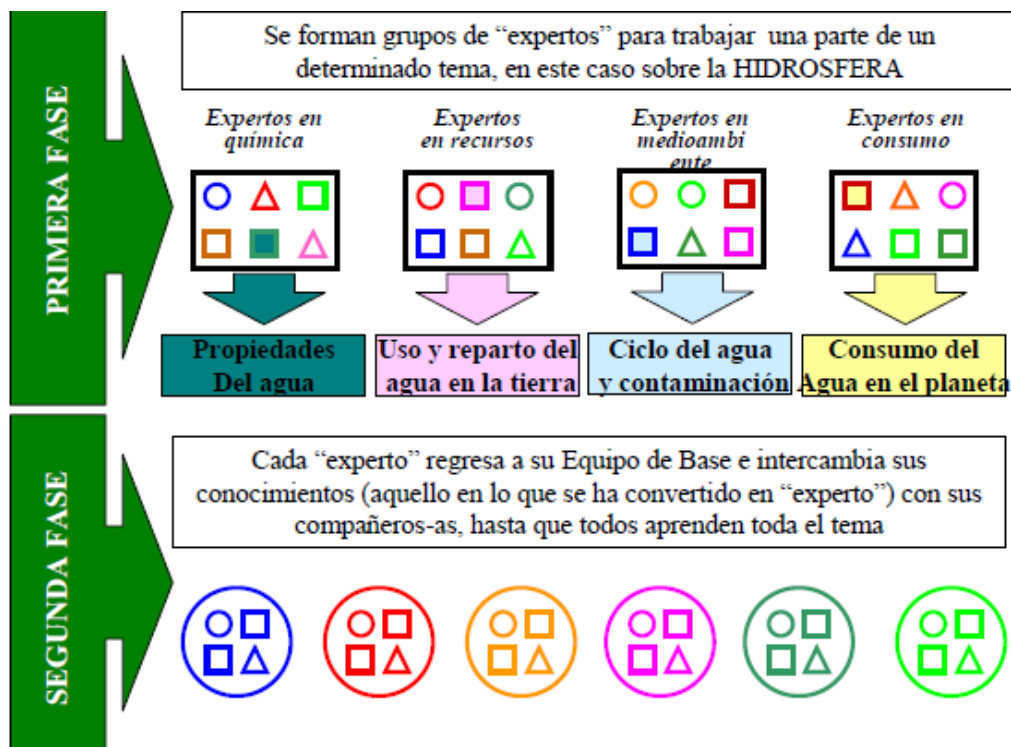 PRIMERA FASE
Se forman grupos de “expertos” para trabajar una parte de un
determinado tema, en este caso sobre la HIDROSFERA
Expertos en
química
Expertos
en recursos
Expertos en
medioambi
ente
Expertos en
consumo
Propiedades
Del agua
Uso y reparto del
agua en la tierra
Ciclo del agua
y contaminación
Consumo del
Agua en el planeta
SEGUNDA FASE
Cada “experto” regresa a su Equipo de Base e intercambia sus
conocimientos (aquello en lo que se ha convertido en “experto”) con sus
compañeros-as, hasta que todos aprenden toda el tema